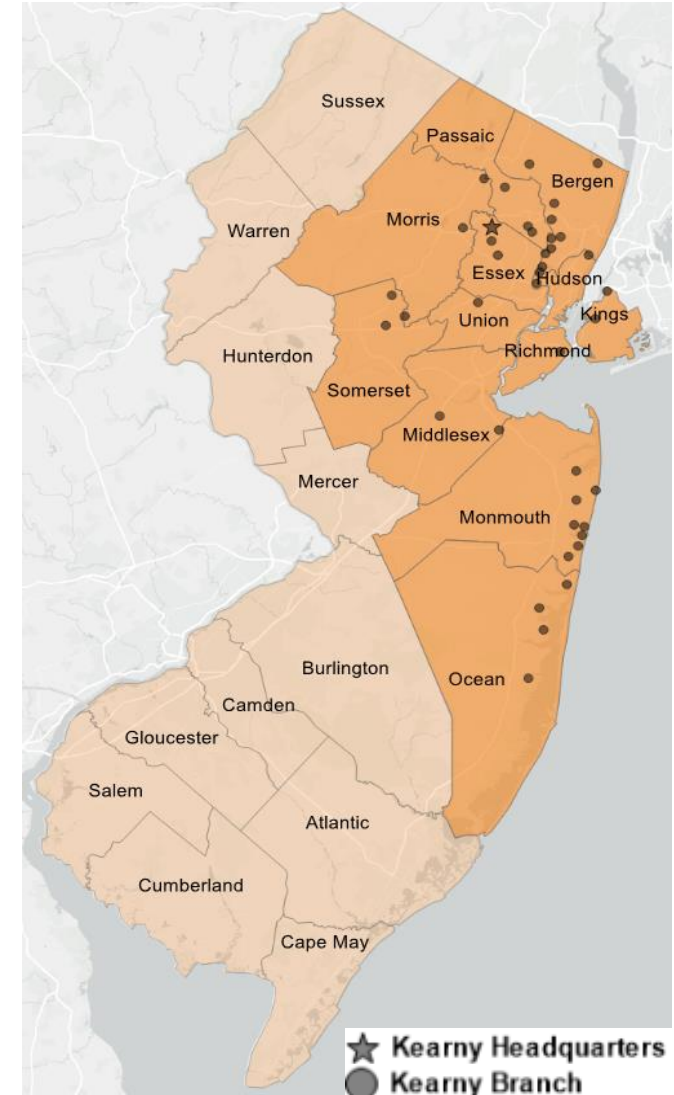 Sussex
Passaic
Bergen
Warren
Morris
Essex
Hudson
Kings
Union
Richmond
Hunterdon
Somerset
Middlesex
Mercer
Monmouth
Burlington
Ocean
Camden
Gloucester
Salem
Atlantic
Cumberland
Cape May
Kearny Headquarters
Kearny Branch